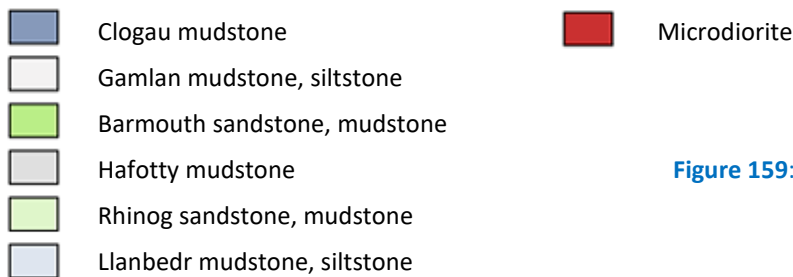 Clogau mudstone
Microdiorite
Gamlan mudstone, siltstone
Barmouth sandstone, mudstone
Hafotty mudstone
Figure 159:
Rhinog sandstone, mudstone
Llanbedr mudstone, siltstone